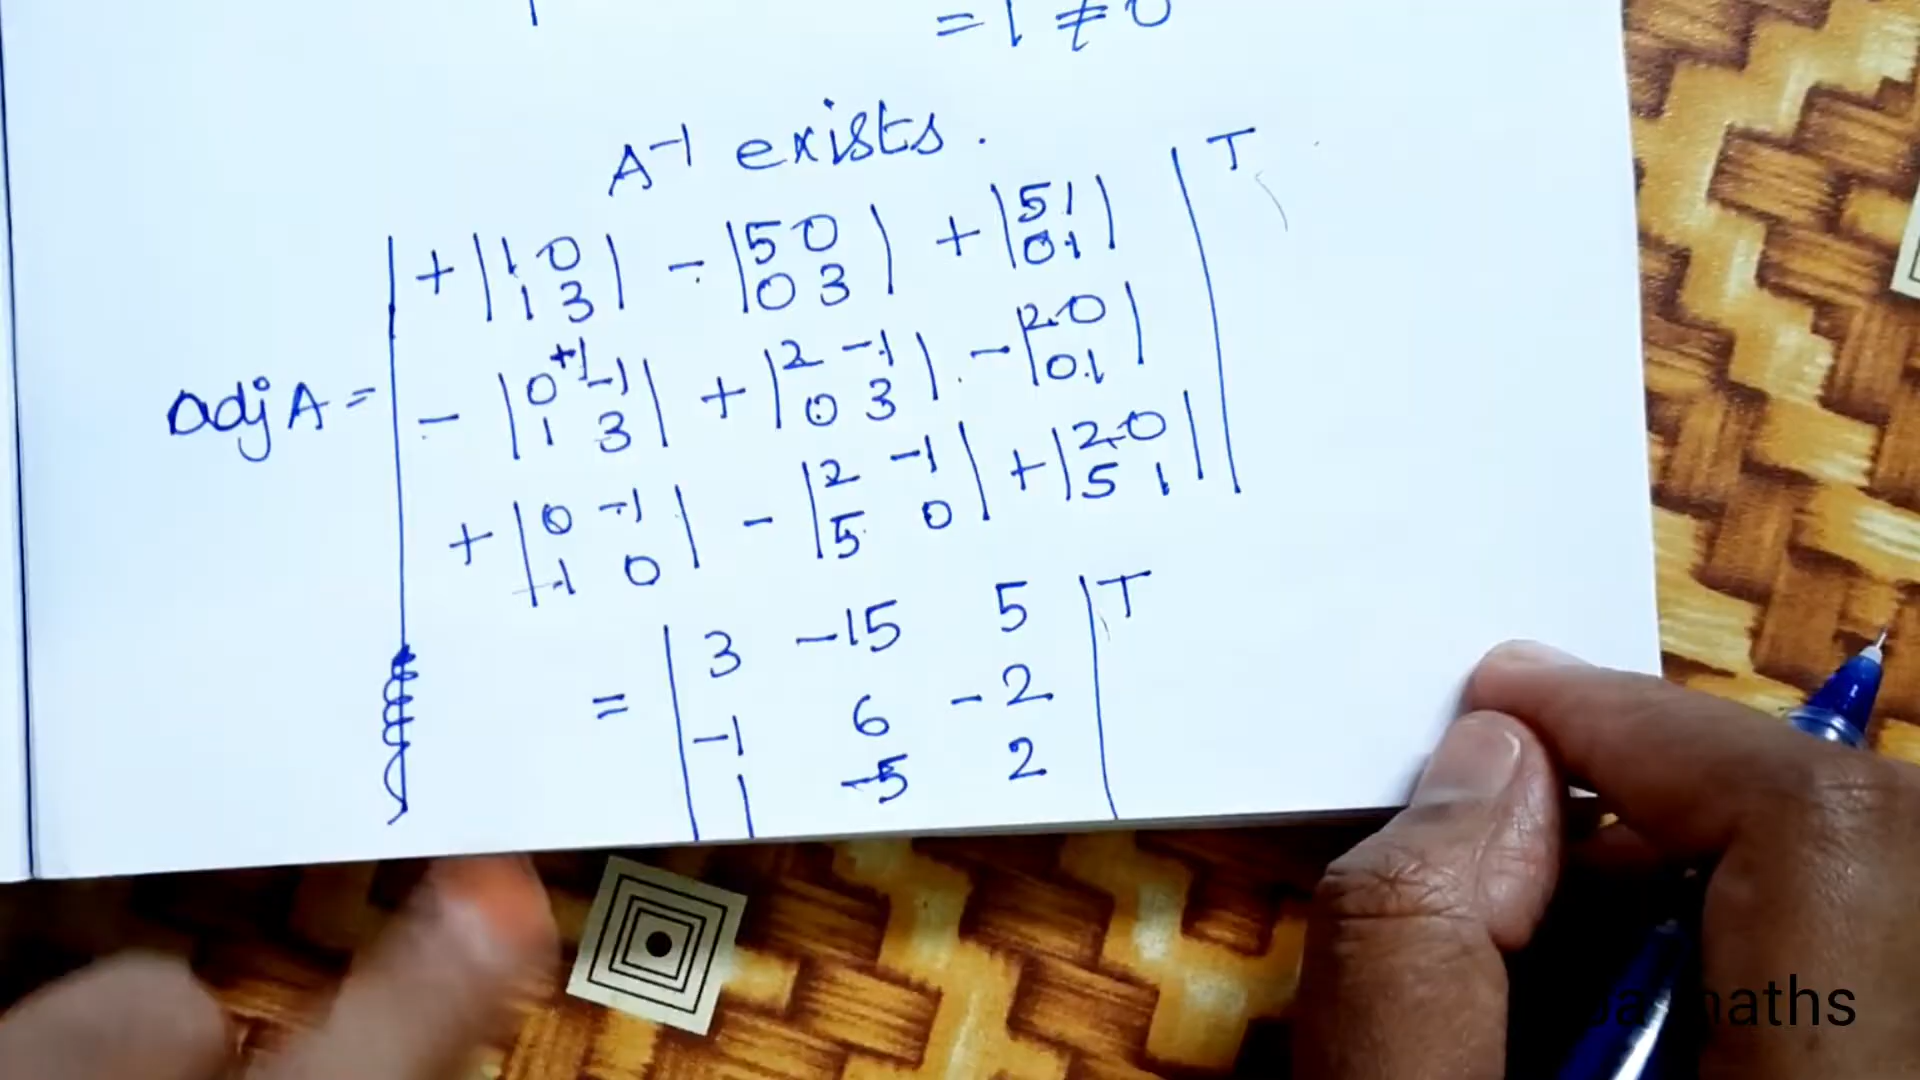 = 1 ≠ 0
A⁻¹ exists.
adj A = | +|1 0; 1 3| -|5 0; 0 3| +|5 1; 0 1| |T
-|0 -1; 1 3| +|2 -1; 0 3| -|2 0; 0 1|
+|0 -1; 1 0| -|2 -1; 5 0| +|2 0; 5 1|
= | 3 -15 5 |T
-1 6 -2
1 -5 2
maths